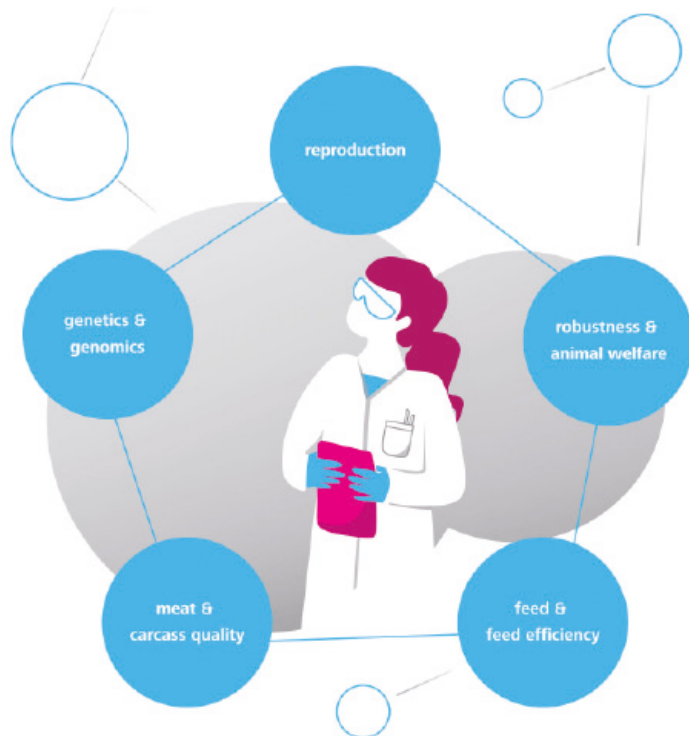 reproduction
genetics &
genomics
robustness &
animal welfare
meat &
carcass quality
feed &
feed efficiency